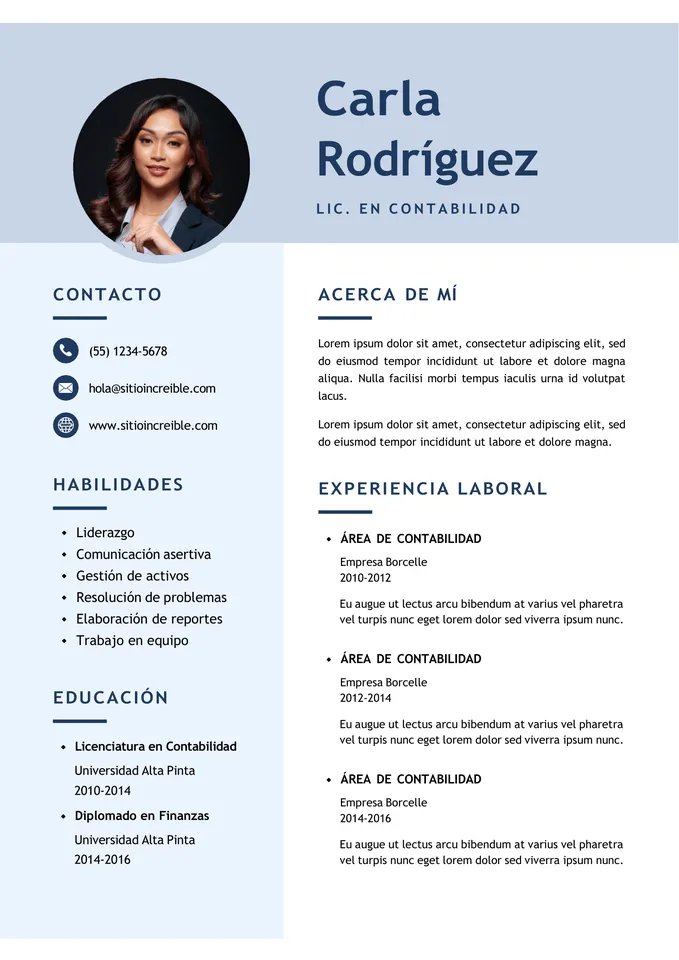 Carla
Rodríguez
LIC. EN CONTABILIDAD
CONTACTO
(55) 1234-5678
hola@sitioincreible.com
www.sitioincreible.com
HABILIDADES
Liderazgo
Comunicación asertiva
Gestión de activos
Resolución de problemas
Elaboración de reportes
Trabajo en equipo
EDUCACIÓN
Licenciatura en Contabilidad
Universidad Alta Pinta
2010-2014
Diplomado en Finanzas
Universidad Alta Pinta
2014-2016
ACERCA DE MÍ
Lorem ipsum dolor sit amet, consectetur adipiscing elit, sed
do eiusmod tempor incididunt ut labore et dolore magna
aliqua. Nulla facilisi morbi tempus iaculis urna id volutpat
lacus.
Lorem ipsum dolor sit amet, consectetur adipiscing elit, sed
do eiusmod tempor incididunt ut labore et dolore magna.
EXPERIENCIA LABORAL
ÁREA DE CONTABILIDAD
Empresa Borcelle
2010-2012
Eu augue ut lectus arcu bibendum at varius vel pharetra
vel turpis nunc eget lorem dolor sed viverra ipsum nunc.
ÁREA DE CONTABILIDAD
Empresa Borcelle
2012-2014
Eu augue ut lectus arcu bibendum at varius vel pharetra
vel turpis nunc eget lorem dolor sed viverra ipsum nunc.
ÁREA DE CONTABILIDAD
Empresa Borcelle
2014-2016
Eu augue ut lectus arcu bibendum at varius vel pharetra
vel turpis nunc eget lorem dolor sed viverra ipsum nunc.